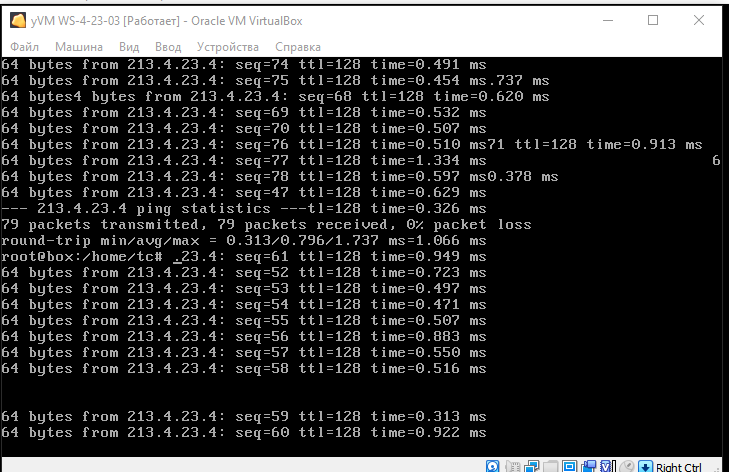 yVM WS-4-23-03 [Работает] - Oracle VM VirtualBox
Файл Машина Вид Ввод Устройства Справка
64 bytes from 213.4.23.4: seq=74 ttl=128 time=0.491 ms
64 bytes from 213.4.23.4: seq=75 ttl=128 time=0.454 ms.737 ms
64 bytes4 bytes from 213.4.23.4: seq=68 ttl=128 time=0.620 ms
64 bytes from 213.4.23.4: seq=69 ttl=128 time=0.532 ms
64 bytes from 213.4.23.4: seq=70 ttl=128 time=0.507 ms
64 bytes from 213.4.23.4: seq=76 ttl=128 time=0.510 ms71 ttl=128 time=0.913 ms
64 bytes from 213.4.23.4: seq=77 ttl=128 time=1.334 ms 6
64 bytes from 213.4.23.4: seq=78 ttl=128 time=0.597 ms0.378 ms
64 bytes from 213.4.23.4: seq=47 ttl=128 time=0.629 ms
--- 213.4.23.4 ping statistics ---tl=128 time=0.326 ms
79 packets transmitted, 79 packets received, 0% packet loss
round-trip min/avg/max = 0.313/0.796/1.737 ms=1.066 ms
root@box:/home/tc# .23.4: seq=61 ttl=128 time=0.949 ms
64 bytes from 213.4.23.4: seq=52 ttl=128 time=0.723 ms
64 bytes from 213.4.23.4: seq=53 ttl=128 time=0.497 ms
64 bytes from 213.4.23.4: seq=54 ttl=128 time=0.471 ms
64 bytes from 213.4.23.4: seq=55 ttl=128 time=0.507 ms
64 bytes from 213.4.23.4: seq=56 ttl=128 time=0.883 ms
64 bytes from 213.4.23.4: seq=57 ttl=128 time=0.550 ms
64 bytes from 213.4.23.4: seq=58 ttl=128 time=0.516 ms
64 bytes from 213.4.23.4: seq=59 ttl=128 time=0.313 ms
64 bytes from 213.4.23.4: seq=60 ttl=128 time=0.922 ms
Right Ctrl